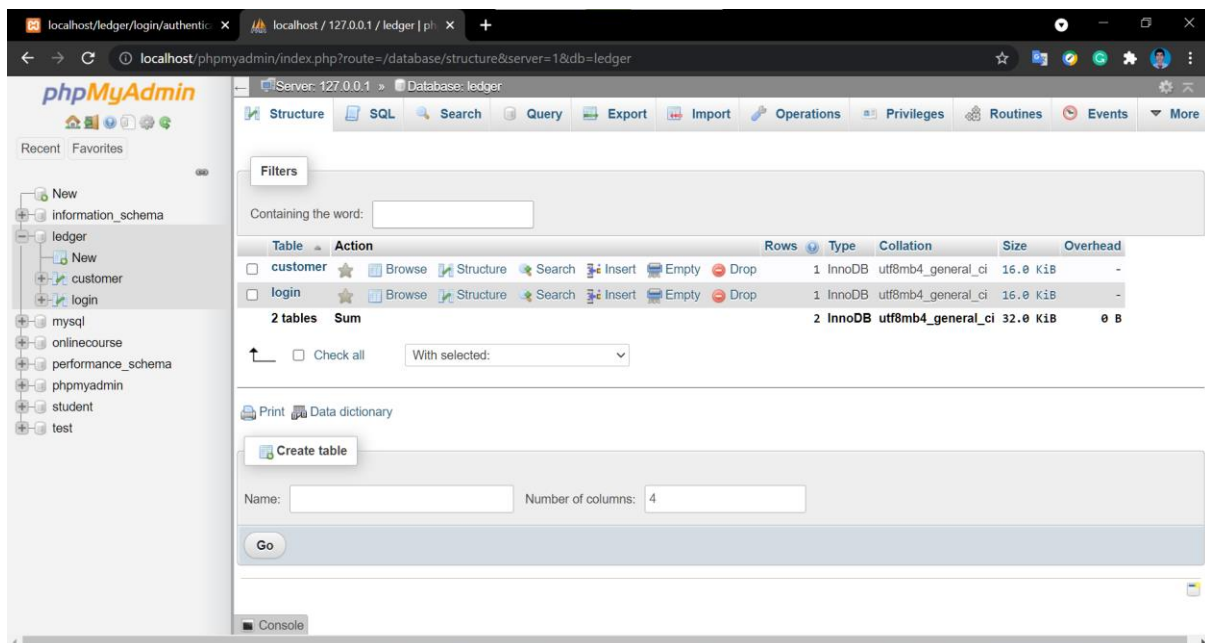 localhost/ledger/login/authentic
localhost / 127.0.0.1 / ledger | ph
localhost/phpmyadmin/index.php?route=/database/structure&server=1&db=ledger
phpMyAdmin
Recent Favorites
New
information_schema
ledger
New
customer
login
mysql
onlinecourse
performance_schema
phpmyadmin
student
test
Server: 127.0.0.1 » Database: ledger
Structure SQL Search Query Export Import Operations Privileges Routines Events More
Filters
Containing the word:
Table Action Rows Type Collation Size Overhead
customer Browse Structure Search Insert Empty Drop 1 InnoDB utf8mb4_general_ci 16.0 KiB -
login Browse Structure Search Insert Empty Drop 1 InnoDB utf8mb4_general_ci 16.0 KiB -
2 tables Sum 2 InnoDB utf8mb4_general_ci 32.0 KiB 0 B
Check all With selected:
Print Data dictionary
Create table
Name: Number of columns: 4
Go
Console